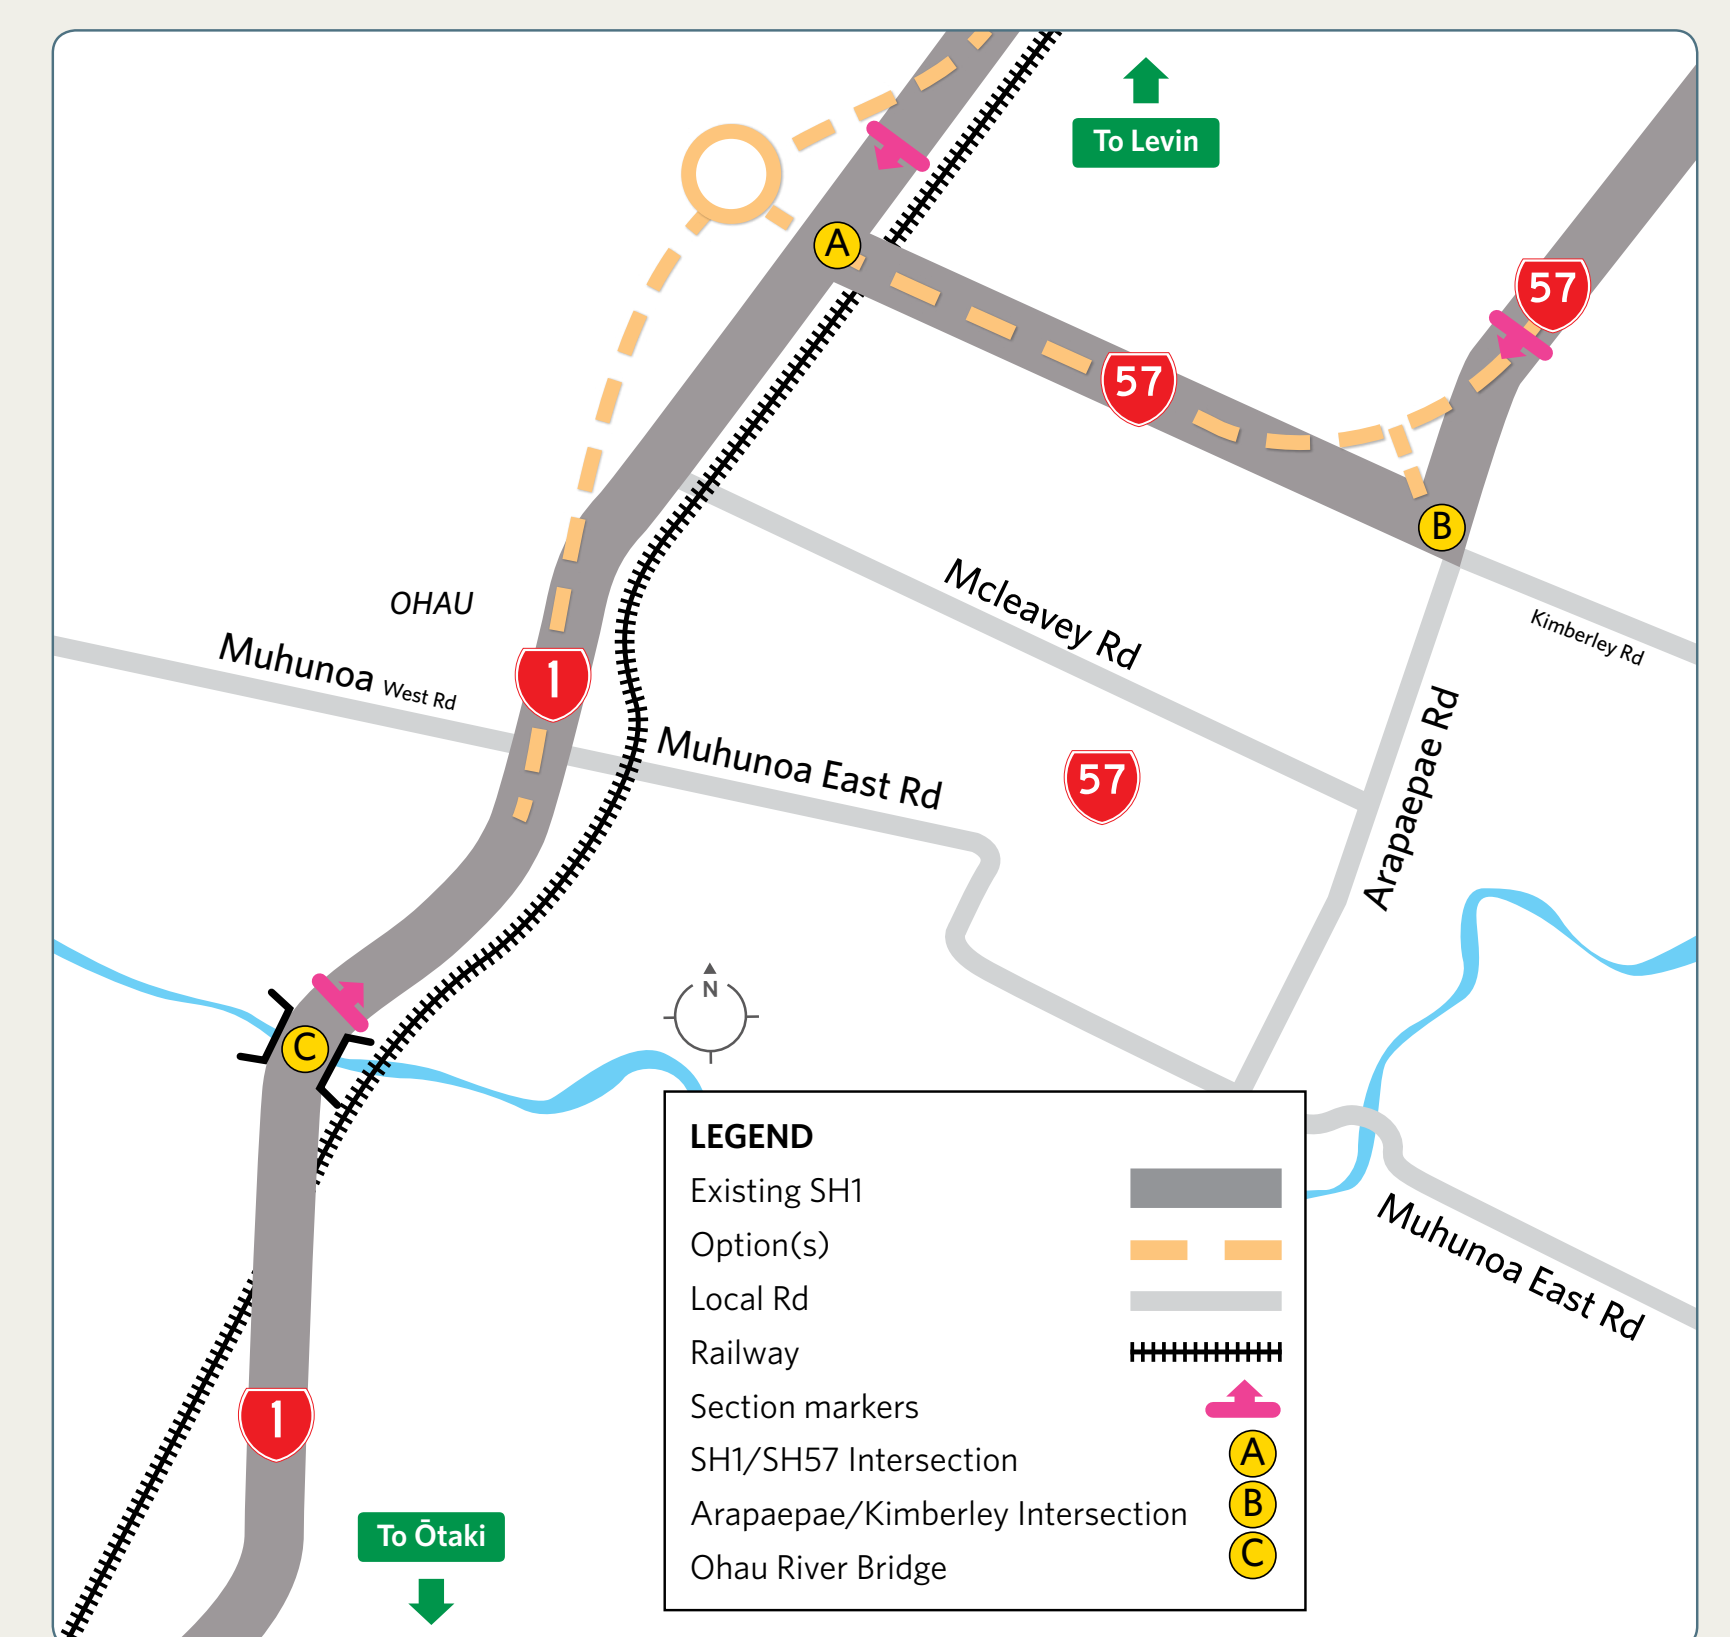 To Levin
A
57
57
B
Mcleavey Rd
Kimberley Rd
OHAU
Muhunoa West Rd
1
Muhunoa East Rd
57
Arapaepae Rd
N
C
LEGEND
Existing SH1
Option(s)
Local Rd
Railway
Section markers
SH1/SH57 Intersection A
Arapaepae/Kimberley Intersection B
Ohau River Bridge C
Muhunoa East Rd
1
To Ōtaki